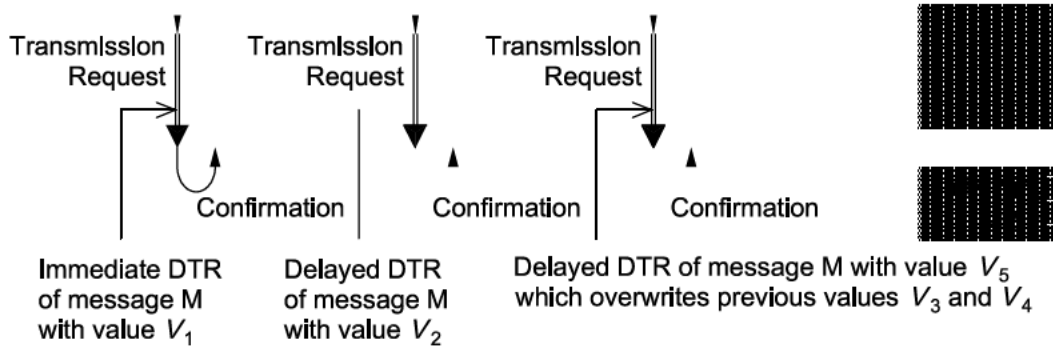 Transmission
Request
Transmission
Request
Transmission
Request
Confirmation
Confirmation
Confirmation
Immediate DTR
of message M
with value V1
Delayed DTR
of message M
with value V2
Delayed DTR of message M with value V5
which overwrites previous values V3 and V4